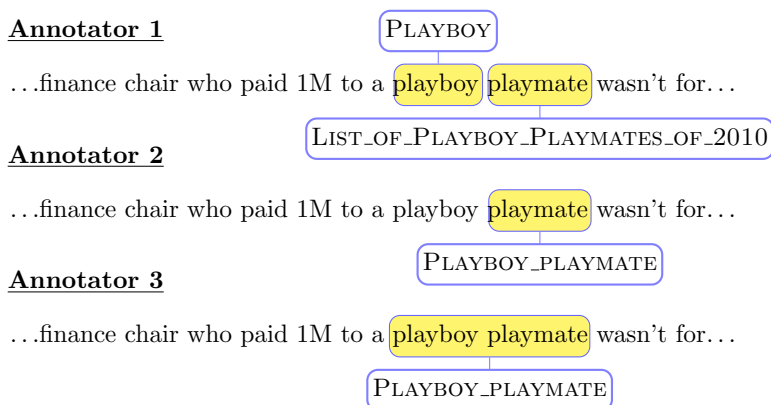 Annotator 1
PLAYBOY
...finance chair who paid 1M to a playboy playmate wasn't for...
LIST_OF_PLAYBOY_PLAYMATES_OF_2010
Annotator 2
...finance chair who paid 1M to a playboy playmate wasn't for...
PLAYBOY_PLAYMATE
Annotator 3
...finance chair who paid 1M to a playboy playmate wasn't for...
PLAYBOY_PLAYMATE